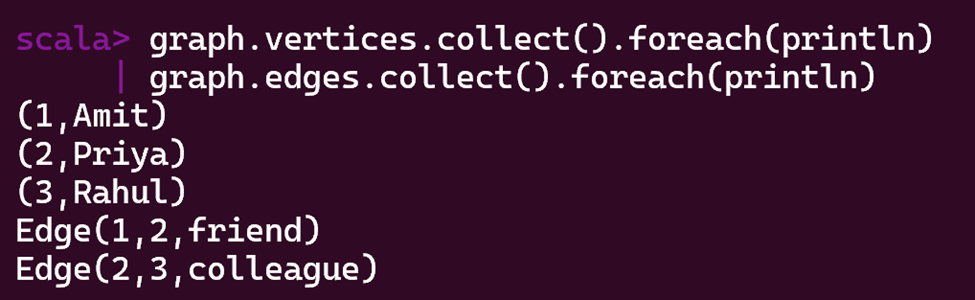 scala> graph.vertices.collect().foreach(println)
| graph.edges.collect().foreach(println)
(1,Amit)
(2,Priya)
(3,Rahul)
Edge(1,2,friend)
Edge(2,3,colleague)